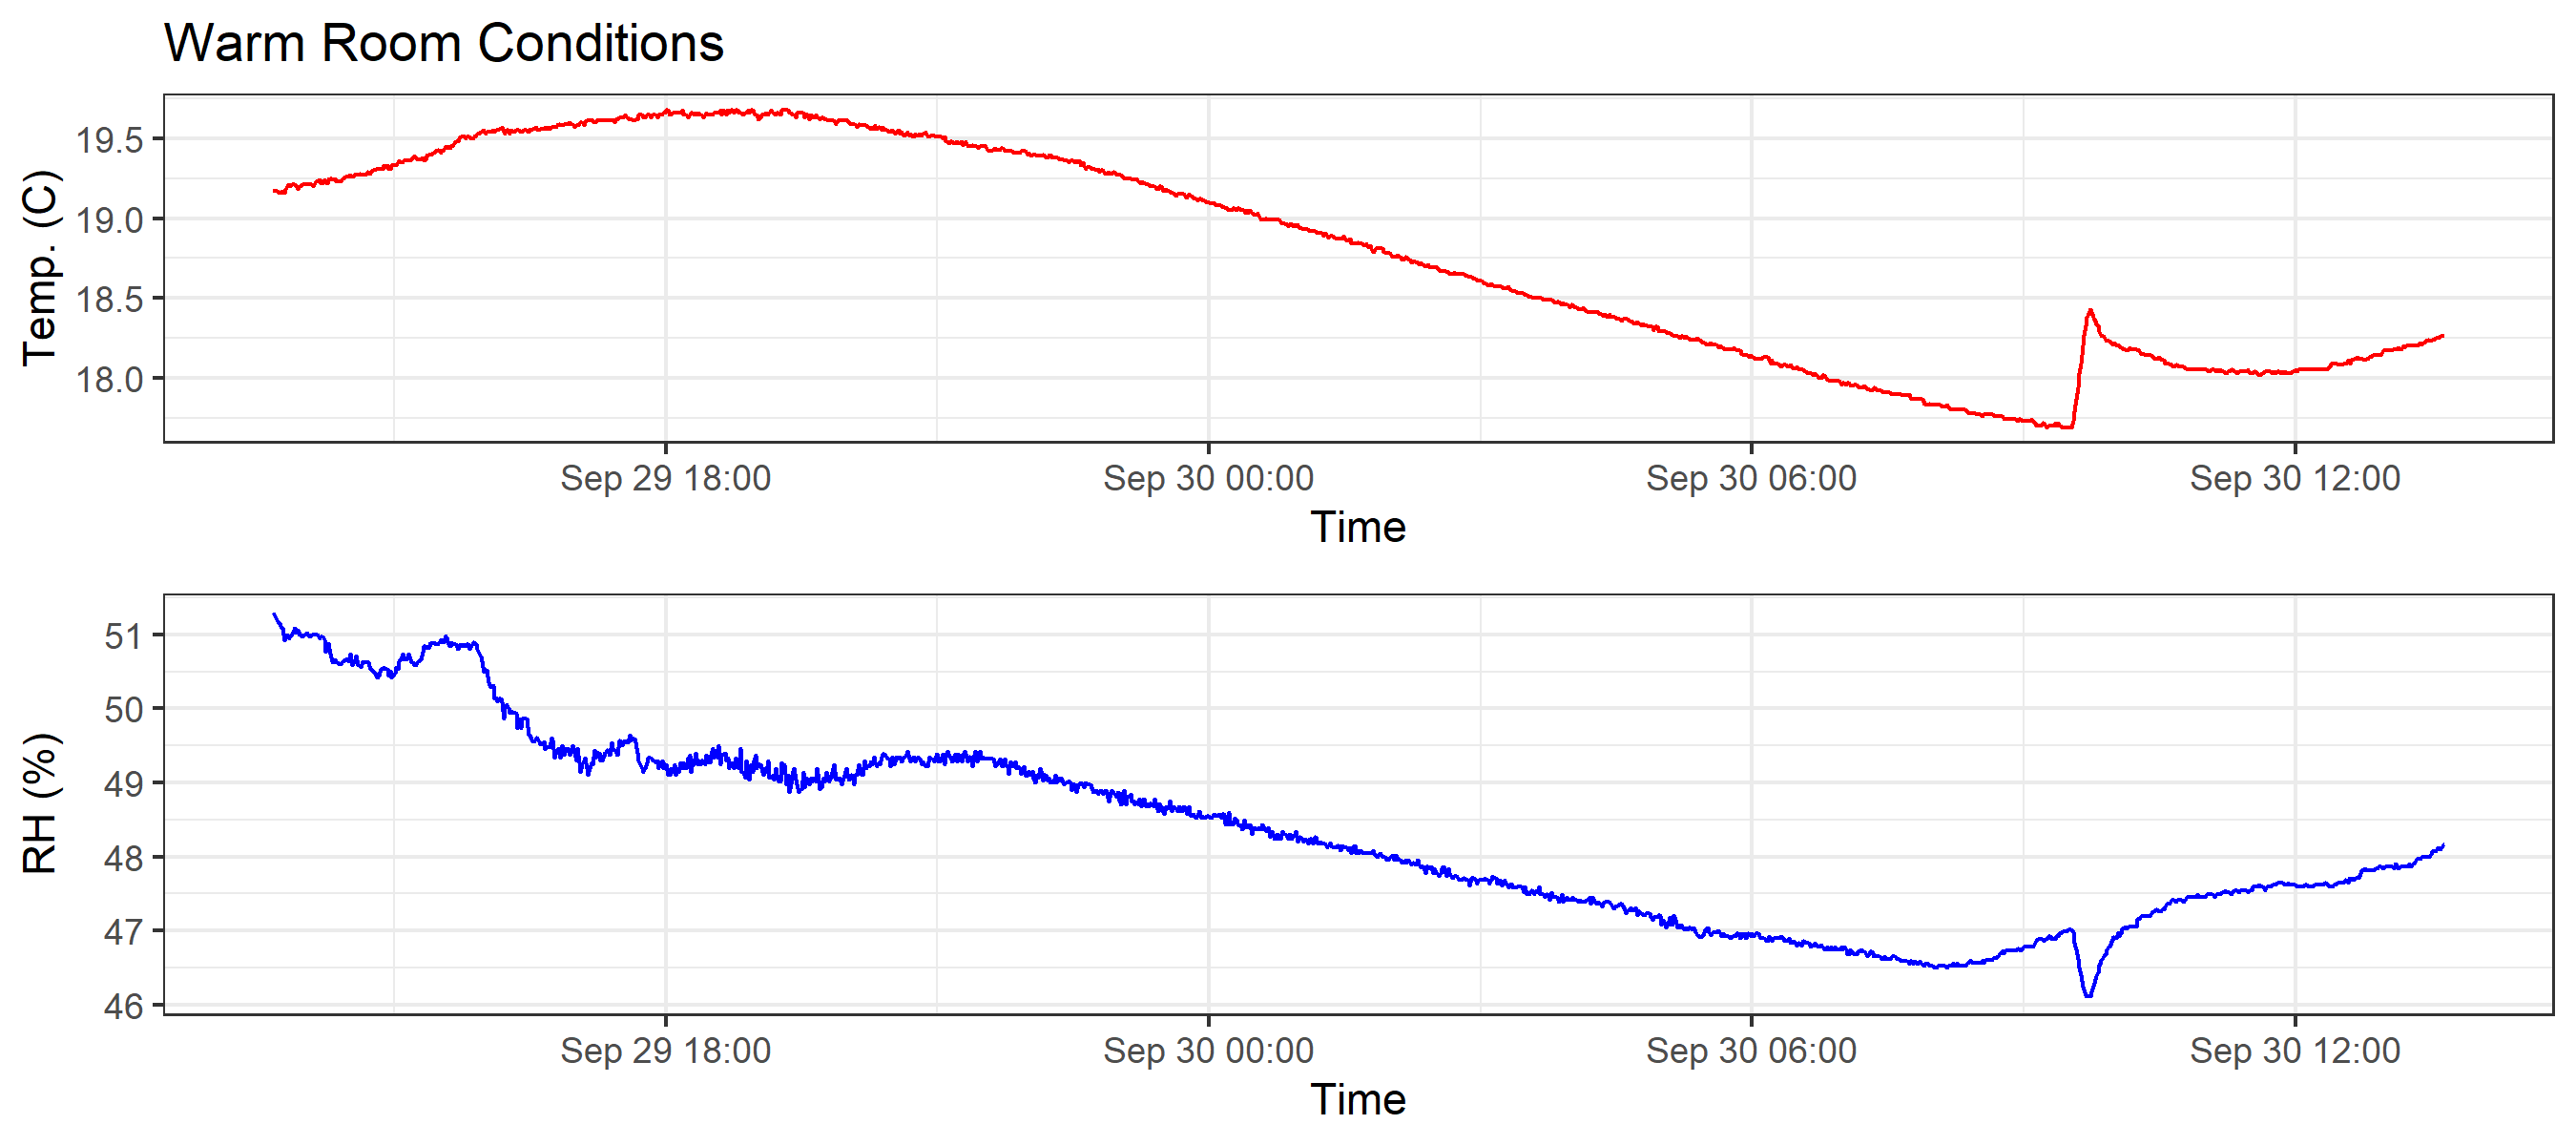 Warm Room Conditions
Temp. (C)
19.5
19.0
18.5
18.0
Sep 29 18:00 Sep 30 00:00 Sep 30 06:00 Sep 30 12:00
Time
RH (%)
51
50
49
48
47
46
Sep 29 18:00 Sep 30 00:00 Sep 30 06:00 Sep 30 12:00
Time